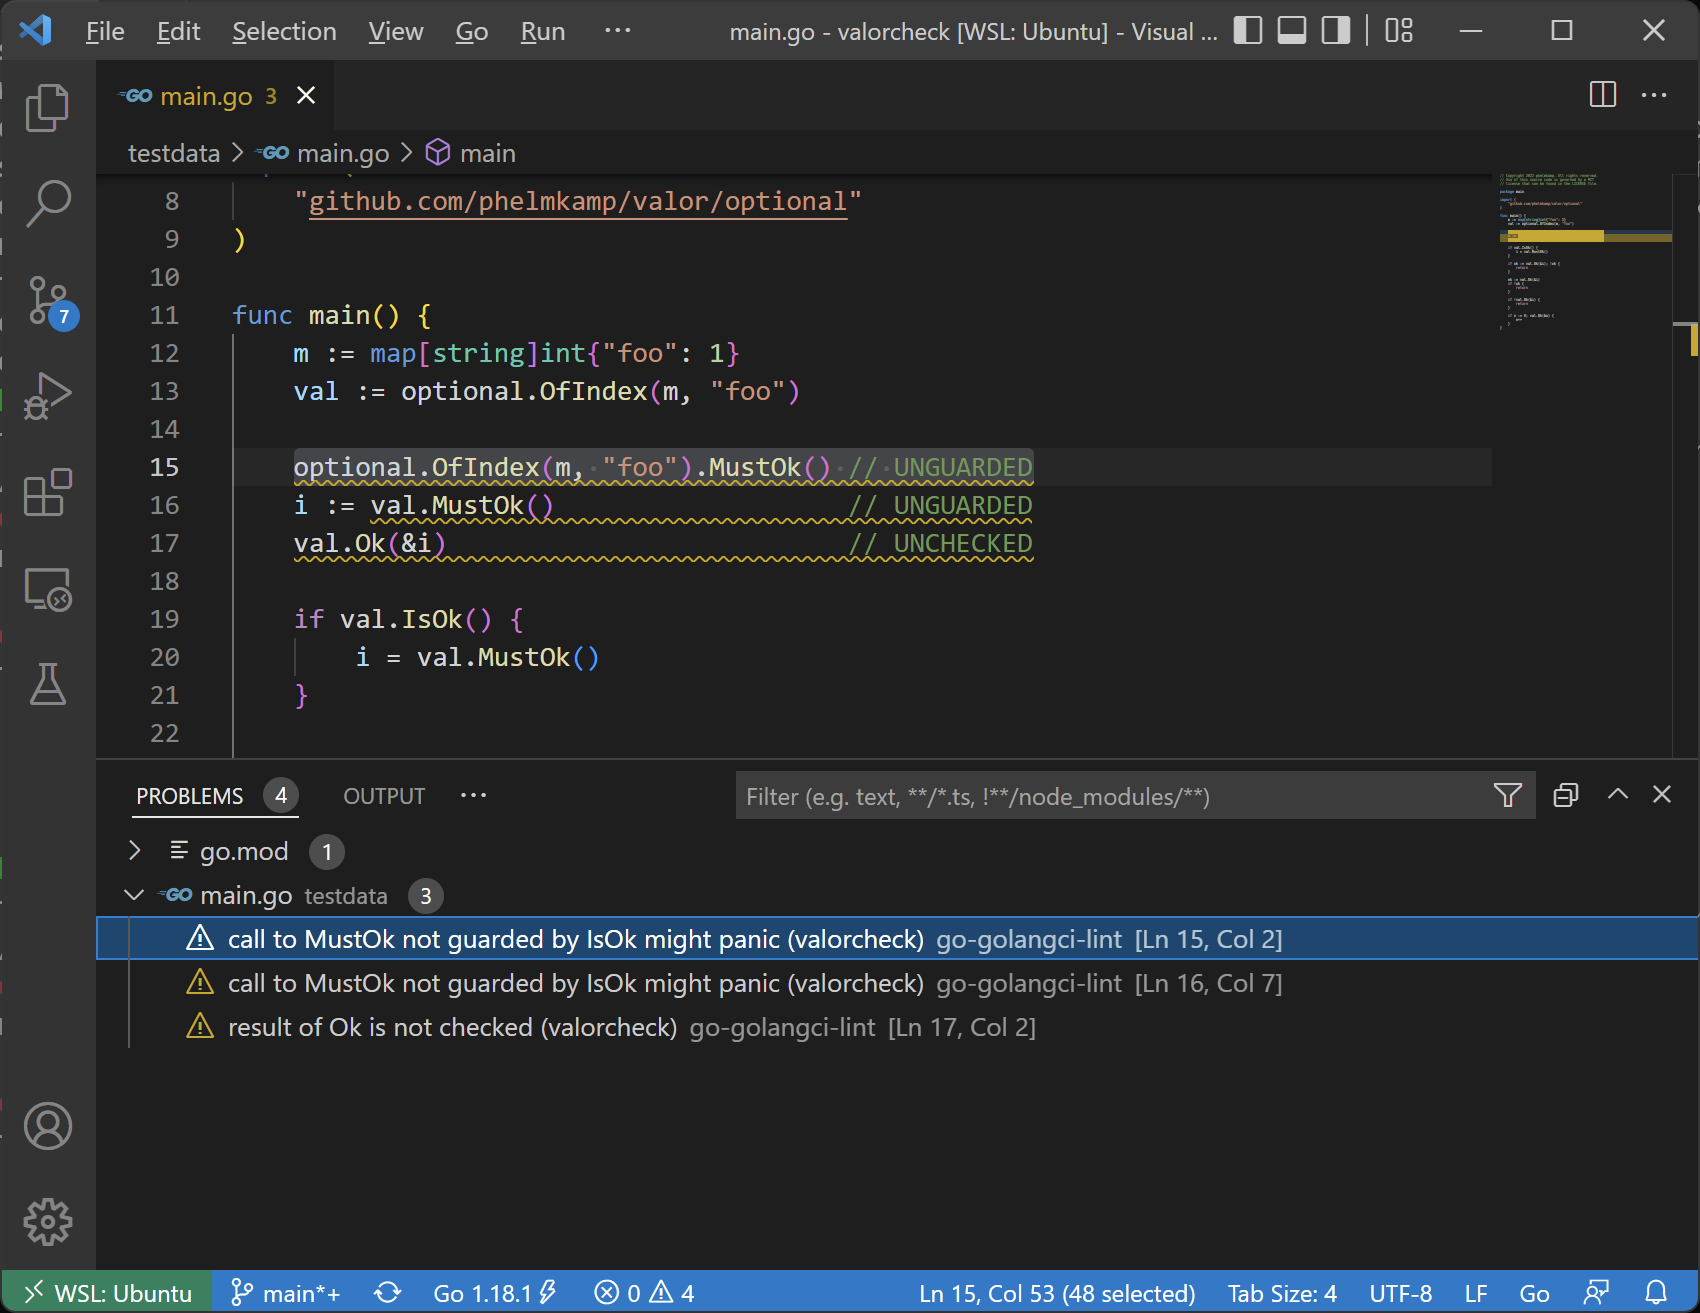 File Edit Selection View Go Run ··· main.go - valorcheck [WSL: Ubuntu] - Visual ...
GO main.go 3
testdata > GO main.go > main
8 "github.com/phelmkamp/valor/optional"
9 )
10
11 func main() {
12 m := map[string]int{"foo": 1}
13 val := optional.OfIndex(m, "foo")
14
15 optional.OfIndex(m, "foo").MustOk() // UNGUARDED
16 i := val.MustOk() // UNGUARDED
17 val.Ok(&i) // UNCHECKED
18
19 if val.IsOk() {
20 i = val.MustOk()
21 }
22
7
PROBLEMS 4 OUTPUT ··· Filter (e.g. text, **/*.ts, !**/node_modules/**)
go.mod 1
GO main.go testdata 3
call to MustOk not guarded by IsOk might panic (valorcheck) go-golangci-lint [Ln 15, Col 2]
call to MustOk not guarded by IsOk might panic (valorcheck) go-golangci-lint [Ln 16, Col 7]
result of Ok is not checked (valorcheck) go-golangci-lint [Ln 17, Col 2]
WSL: Ubuntu main*+ Go 1.18.1 0 4 Ln 15, Col 53 (48 selected) Tab Size: 4 UTF-8 LF Go